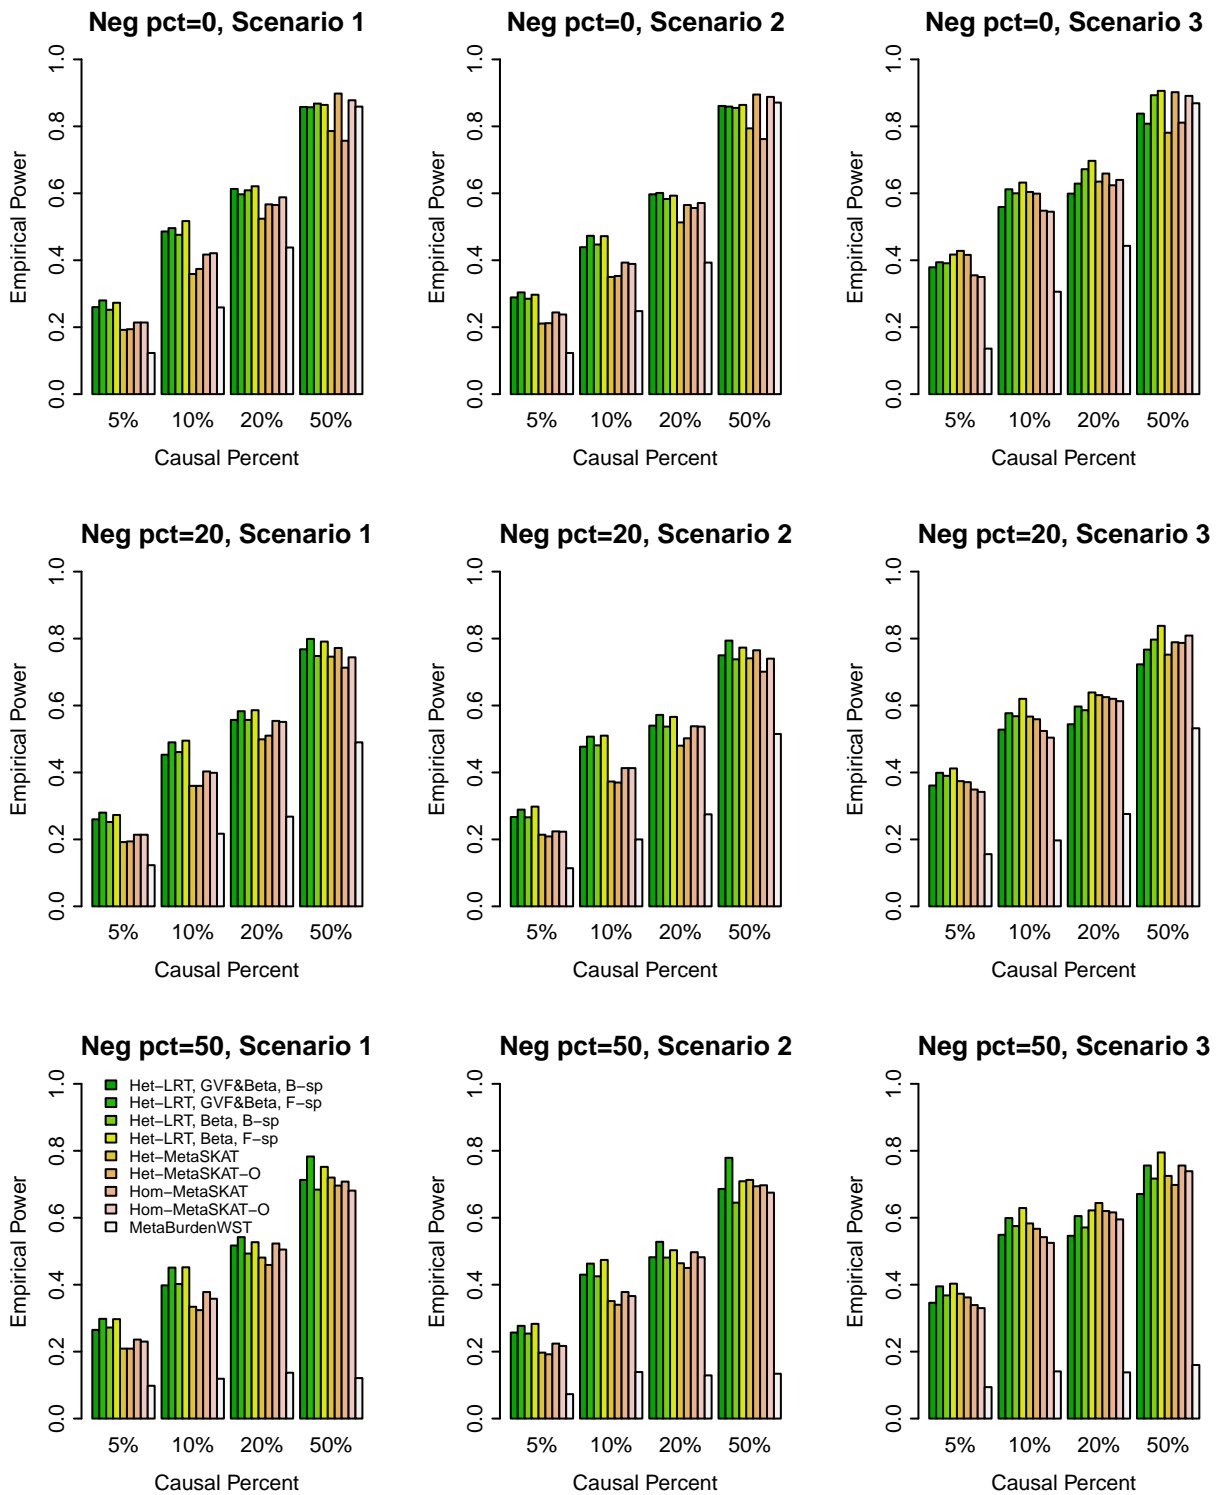 Neg pct=0, Scenario 1
Empirical Power
0.0 0.2 0.4 0.6 0.8 1.0
5% 10% 20% 50%
Causal Percent
Neg pct=0, Scenario 2
Empirical Power
0.0 0.2 0.4 0.6 0.8 1.0
5% 10% 20% 50%
Causal Percent
Neg pct=0, Scenario 3
Empirical Power
0.0 0.2 0.4 0.6 0.8 1.0
5% 10% 20% 50%
Causal Percent
Neg pct=20, Scenario 1
Empirical Power
0.0 0.2 0.4 0.6 0.8 1.0
5% 10% 20% 50%
Causal Percent
Neg pct=20, Scenario 2
Empirical Power
0.0 0.2 0.4 0.6 0.8 1.0
5% 10% 20% 50%
Causal Percent
Neg pct=20, Scenario 3
Empirical Power
0.0 0.2 0.4 0.6 0.8 1.0
5% 10% 20% 50%
Causal Percent
Neg pct=50, Scenario 1
Empirical Power
0.0 0.2 0.4 0.6 0.8 1.0
Het−LRT, GVF&Beta, B−sp
Het−LRT, GVF&Beta, F−sp
Het−LRT, Beta, B−sp
Het−LRT, Beta, F−sp
Het−MetaSKAT
Het−MetaSKAT−O
Hom−MetaSKAT
Hom−MetaSKAT−O
MetaBurdenWST
5% 10% 20% 50%
Causal Percent
Neg pct=50, Scenario 2
Empirical Power
0.0 0.2 0.4 0.6 0.8 1.0
5% 10% 20% 50%
Causal Percent
Neg pct=50, Scenario 3
Empirical Power
0.0 0.2 0.4 0.6 0.8 1.0
5% 10% 20% 50%
Causal Percent